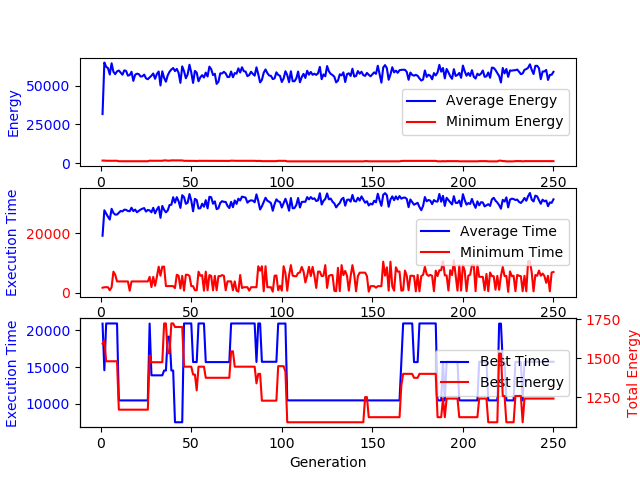 Energy
50000
25000
0
Average Energy
Minimum Energy
0 50 100 150 200 250
Execution Time
20000
0
Average Time
Minimum Time
0 50 100 150 200 250
Execution Time
20000
15000
10000
Best Time
Best Energy
1750
1500
1250
Total Energy
0 50 100 150 200 250
Generation